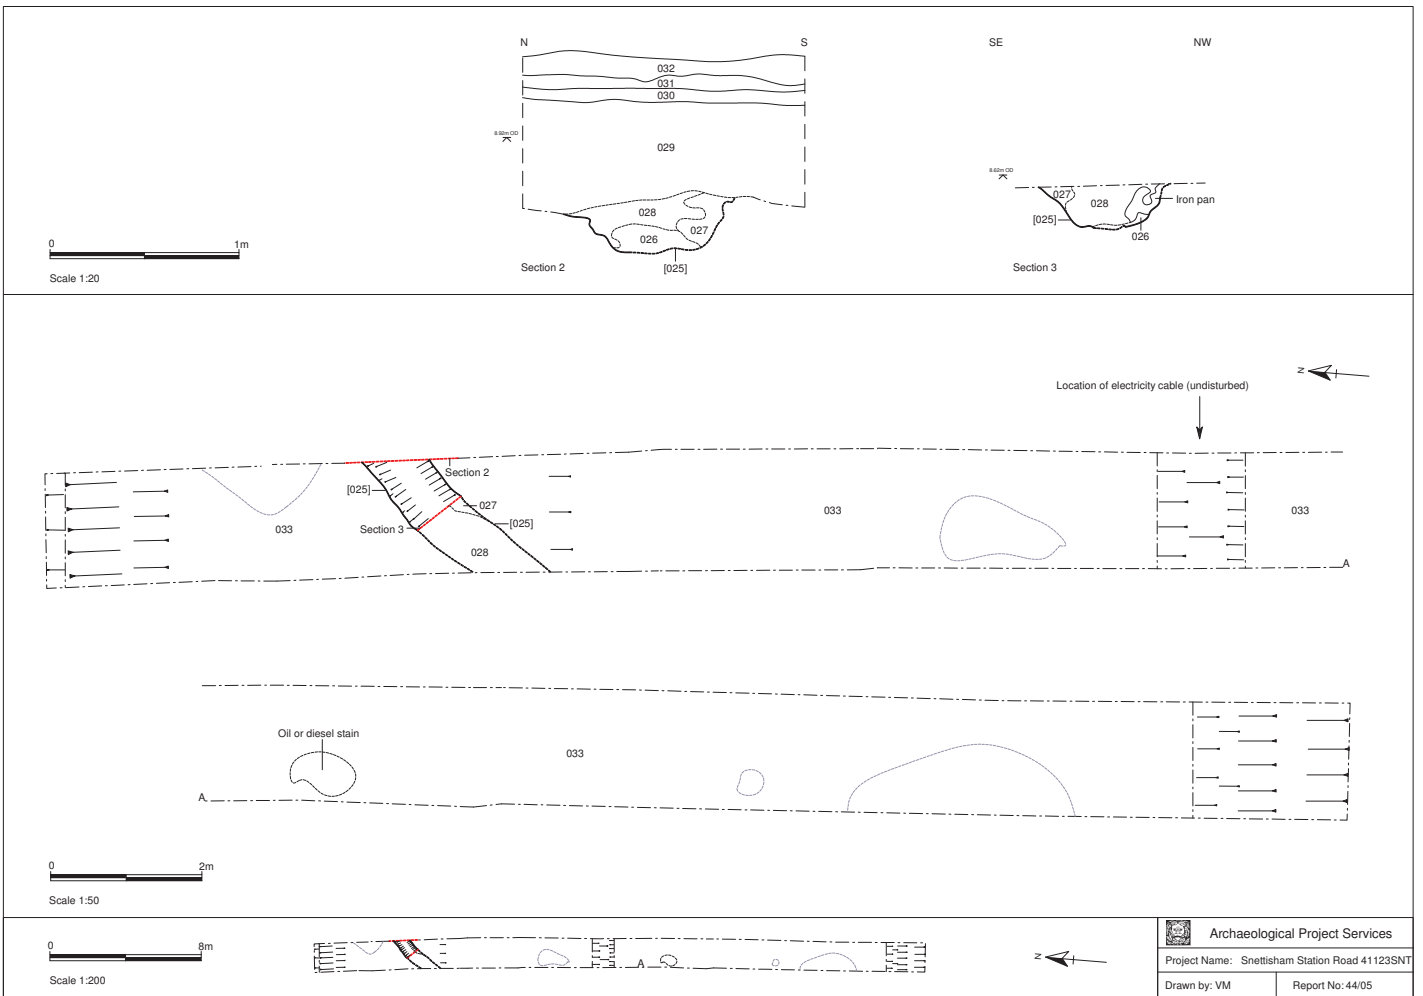 N
S
SE
NW
032
031
030
8.92m OD
029
8.62m OD
028
027
026
[025]
Section 2
027
028
Iron pan
[025]
026
Section 3
0 1m
Scale 1:20
N
Location of electricity cable (undisturbed)
Section 2
[025]
027
[025]
Section 3
033
028
033
033
A
Oil or diesel stain
033
A
0 2m
Scale 1:50
0 8m
Scale 1:200
A
N
Archaeological Project Services
Project Name: Snettisham Station Road 41123SNT
Drawn by: VM
Report No: 44/05